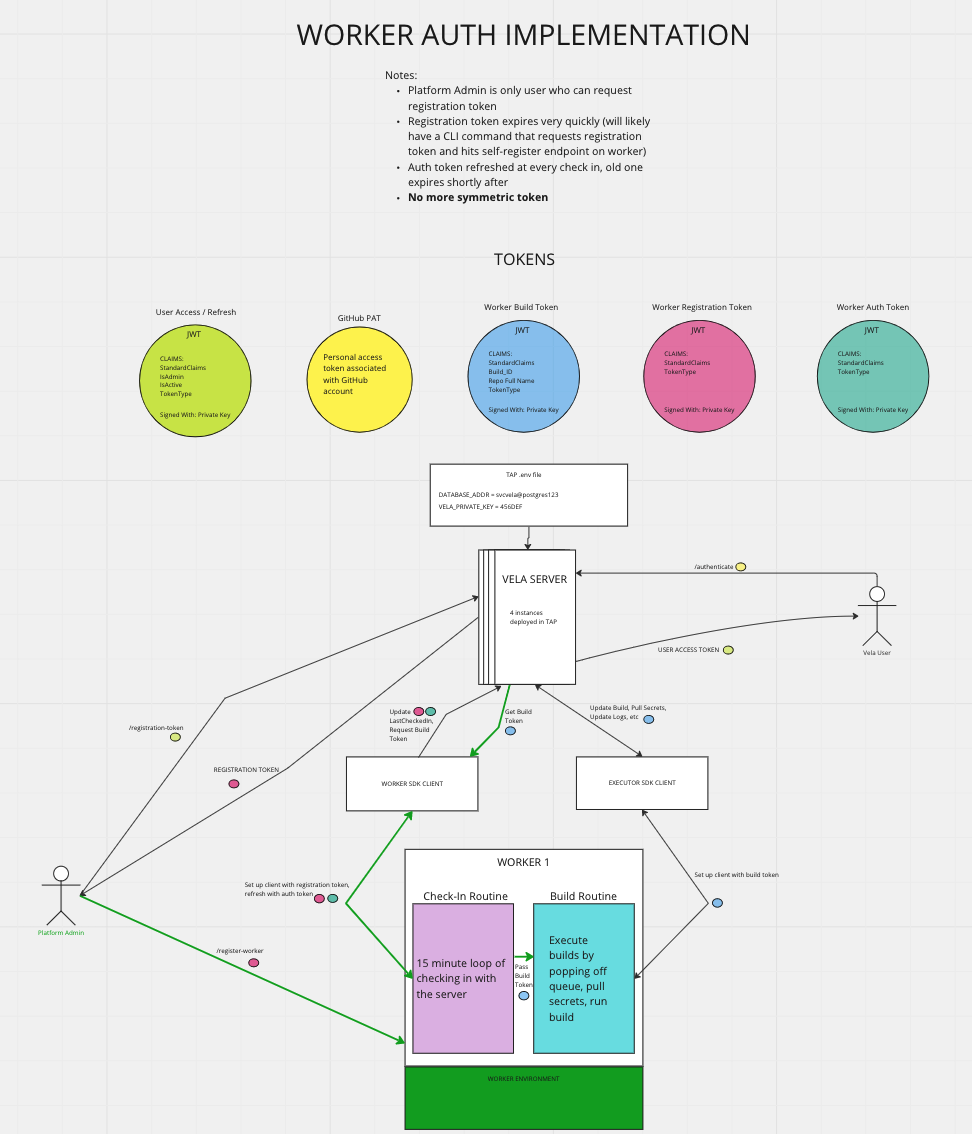 WORKER AUTH IMPLEMENTATION
Notes:
• Platform Admin is only user who can request
registration token
• Registration token expires very quickly (will likely
have a CLI command that requests registration
token and hits self-register endpoint on worker)
• Auth token refreshed at every check in, old one
expires shortly after
• No more symmetric token
TOKENS
User Access / Refresh
JWT
CLAIMS:
StandardClaims
IsAdmin
IsActive
TokenType
Signed With: Private Key
GitHub PAT
Personal access
token associated
with GitHub
account
Worker Build Token
JWT
CLAIMS:
StandardClaims
Build_ID
Repo Full Name
TokenType
Signed With: Private Key
Worker Registration Token
JWT
CLAIMS:
StandardClaims
TokenType
Signed With: Private Key
Worker Auth Token
JWT
CLAIMS:
StandardClaims
TokenType
Signed With: Private Key
TAP .env file
DATABASE_ADDR = svcvela@postgres123
VELA_PRIVATE_KEY = 456DEF
VELA SERVER
4 instances
deployed in TAP
/authenticate
USER ACCESS TOKEN
Vela User
Update
LastCheckedIn,
Request Build
Token
Get Build
Token
Update Build, Pull Secrets,
Update Logs, etc
/registration-token
REGISTRATION TOKEN
WORKER SDK CLIENT
EXECUTOR SDK CLIENT
Set up client with registration token,
refresh with auth token
Set up client with build token
Platform Admin
/register-worker
WORKER 1
Check-In Routine
15 minute loop of
checking in with
the server
Pass
Build
Token
Build Routine
Execute
builds by
popping off
queue, pull
secrets, run
build
WORKER ENVIRONMENT